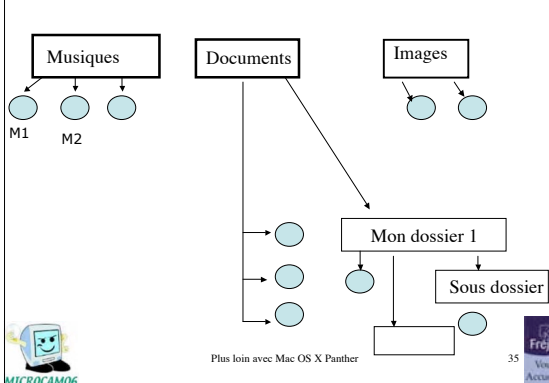 Musiques
Documents
Images
M1
M2
Mon dossier 1
Sous dossier
Plus loin avec Mac OS X Panther
35
MICROCAM06